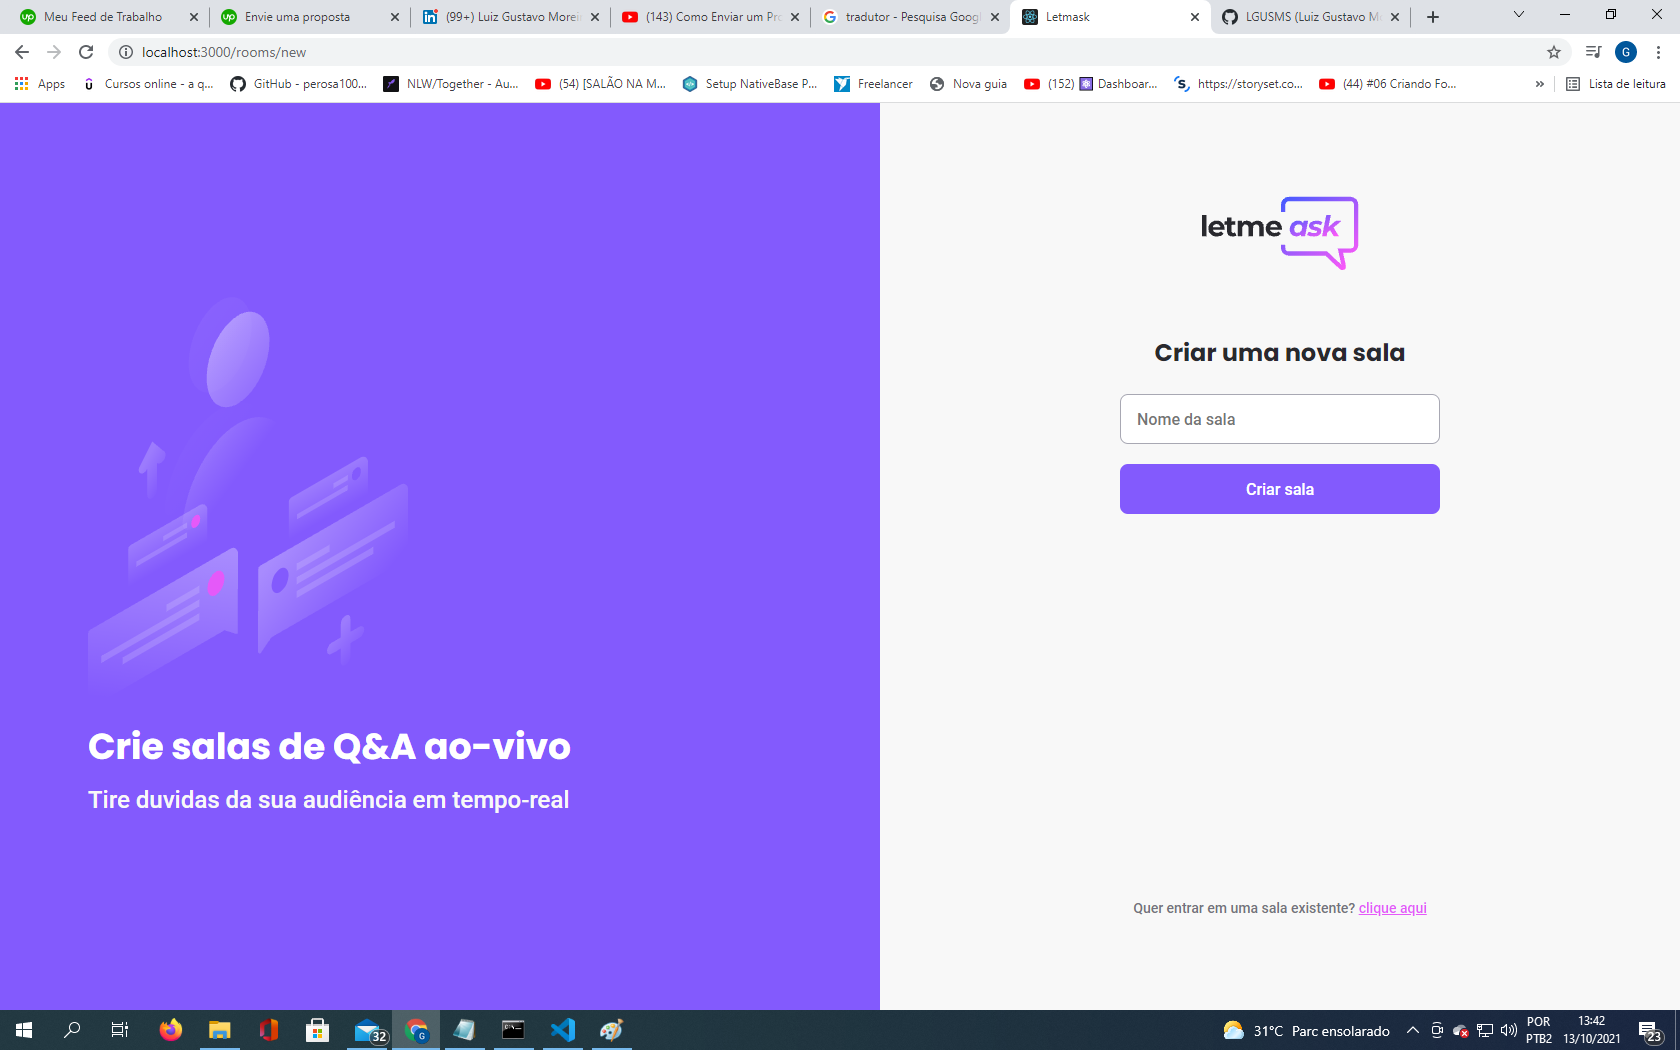 Meu Feed de Trabalho
Envie uma proposta
(99+) Luiz Gustavo Morei
(143) Como Enviar um Pro
tradutor - Pesquisa Googl
Letmask
LGUSMS (Luiz Gustavo Mo
localhost:3000/rooms/new
G
Apps
Cursos online - a q...
GitHub - perosa100...
NLW/Together - Au...
(54) [SALÃO NA M...
Setup NativeBase P...
Freelancer
Nova guia
(152) Dashboar...
https://storyset.co...
(44) #06 Criando Fo...
»
Lista de leitura
letme ask
Criar uma nova sala
Nome da sala
Criar sala
Crie salas de Q&A ao-vivo
Tire duvidas da sua audiência em tempo-real
Quer entrar em uma sala existente? clique aqui
32
G
31°C Parc ensolarado
POR
PTB2
13:42
13/10/2021
23